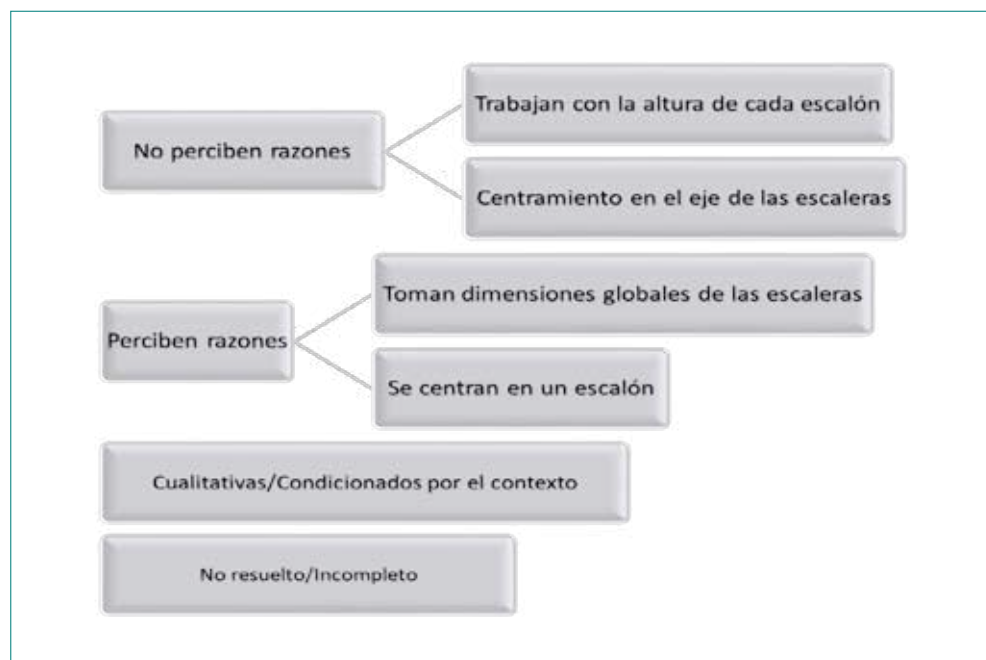 No perciben razones
Trabajan con la altura de cada escalón
Centramiento en el eje de las escaleras
Perciben razones
Toman dimensiones globales de las escaleras
Se centran en un escalón
Cualitativas/Condicionados por el contexto
No resuelto/Incompleto